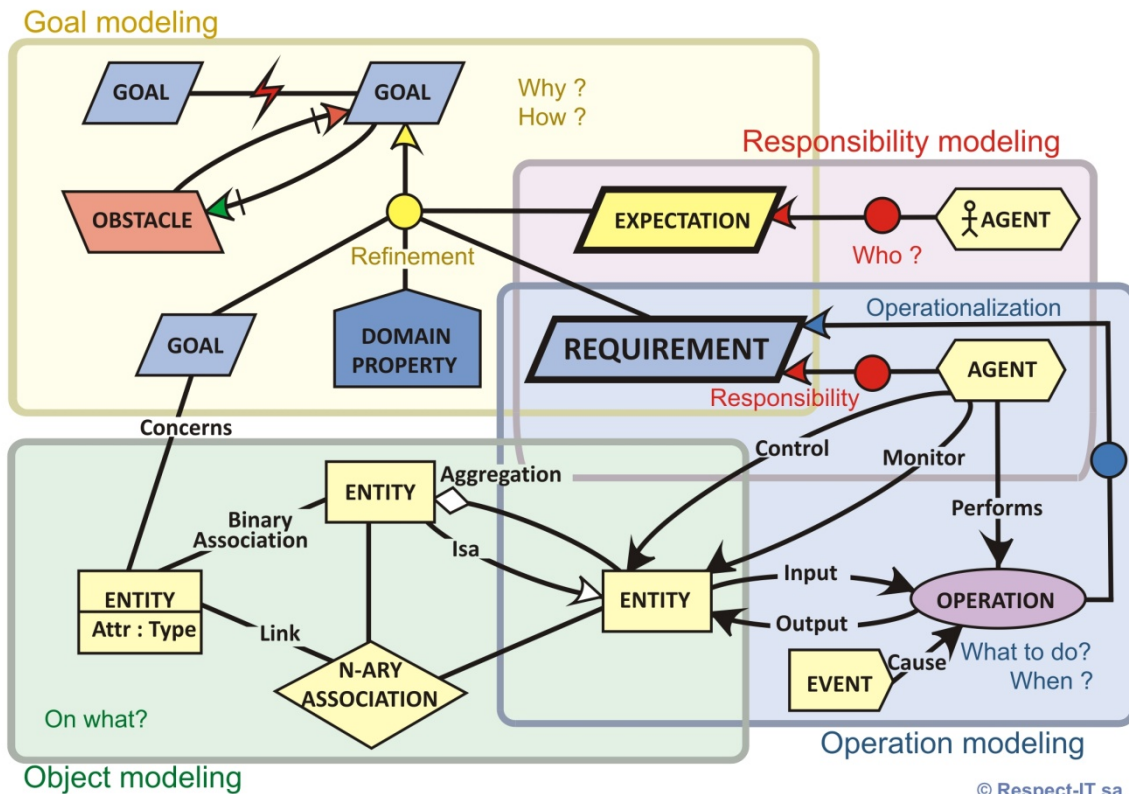 Goal modeling
GOAL
GOAL
Why ?
How ?
Responsibility modeling
OBSTACLE
EXPECTATION
AGENT
Refinement
Who ?
Operationalization
GOAL
DOMAIN
PROPERTY
REQUIREMENT
AGENT
Responsibility
Concerns
Control
Monitor
Aggregation
ENTITY
Binary
Association
Performs
Isa
ENTITY
Attr : Type
Link
ENTITY
Input
OPERATION
Output
N-ARY
ASSOCIATION
EVENT
Cause
What to do?
When ?
On what?
Operation modeling
Object modeling
© Respect-IT sa